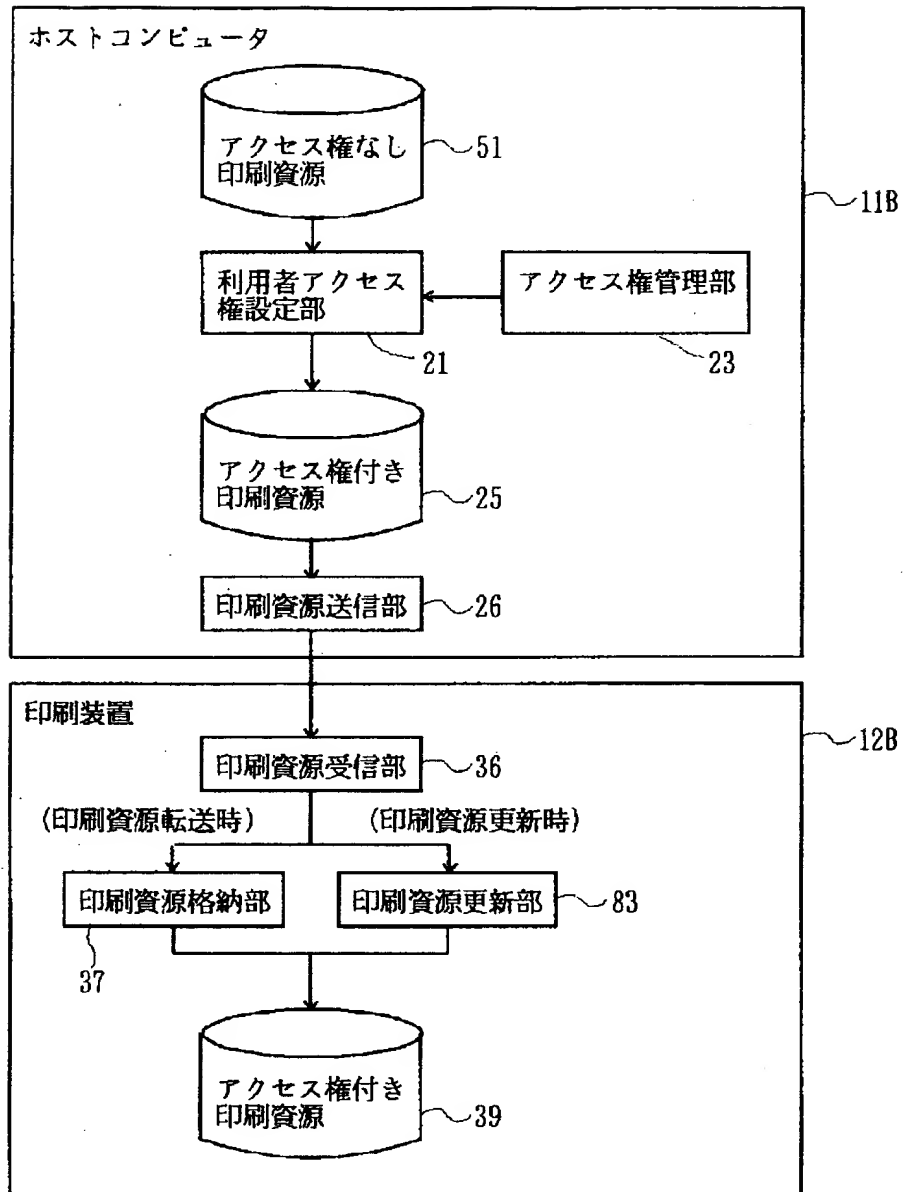 ホストコンピュータ
アクセス権なし
印刷資源
51
11B
利用者アクセス
権設定部
アクセス権管理部
21
23
アクセス権付き
印刷資源
25
印刷資源送信部
26
印刷装置
12B
印刷資源受信部
36
(印刷資源転送時)
(印刷資源更新時)
印刷資源格納部
印刷資源更新部
83
37
アクセス権付き
印刷資源
39